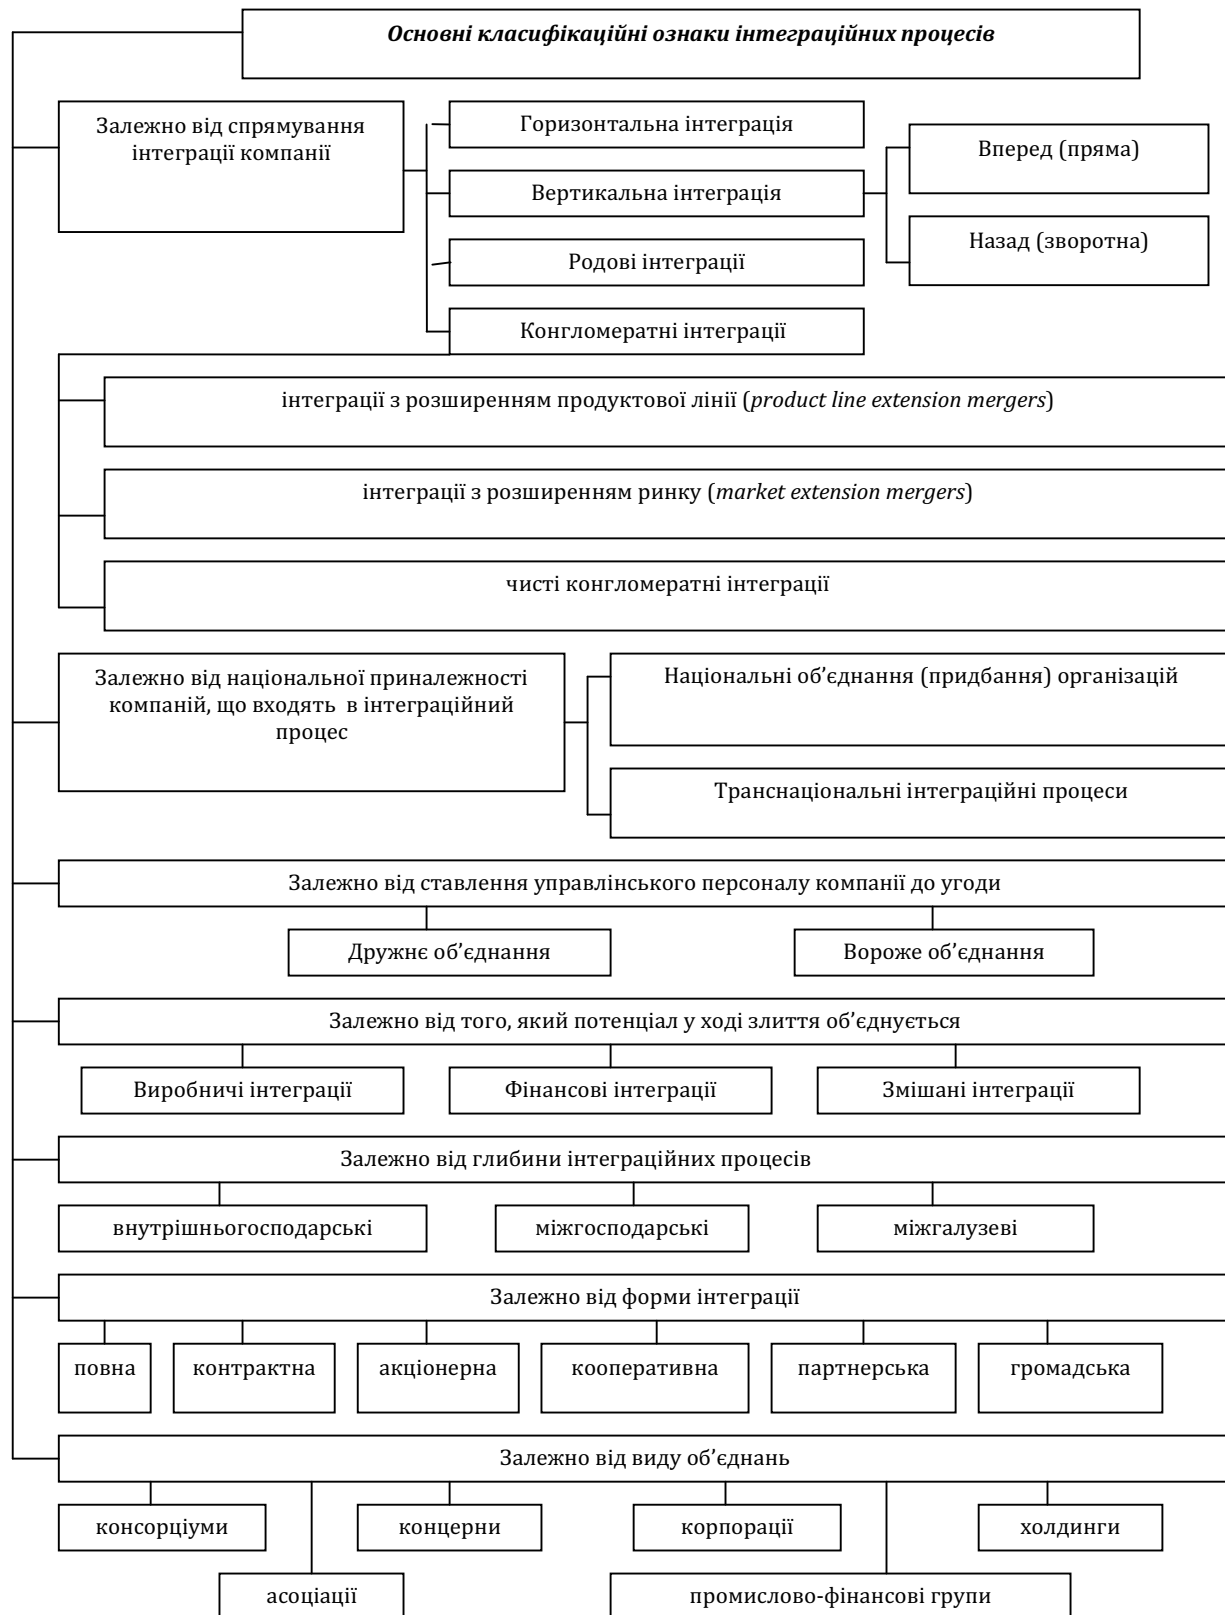 Основні класифікаційні ознаки інтеграційних процесів
Залежно від спрямування
інтеграції компанії
Горизонтальна інтеграція
Вертикальна інтеграція
Родові інтеграції
Конгломератні інтеграції
Вперед (пряма)
Назад (зворотна)
інтеграції з розширенням продуктової лінії (product line extension mergers)
інтеграції з розширенням ринку (market extension mergers)
чисті конгломератні інтеграції
Залежно від національної приналежності
компаній, що входять в інтеграційний
процес
Національні об’єднання (придбання) організацій
Транснаціональні інтеграційні процеси
Залежно від ставлення управлінського персоналу компанії до угоди
Дружнє об’єднання
Вороже об’єднання
Залежно від того, який потенціал у ході злиття об’єднується
Виробничі інтеграції
Фінансові інтеграції
Змішані інтеграції
Залежно від глибини інтеграційних процесів
внутрішньогосподарські
міжгосподарські
міжгалузеві
Залежно від форми інтеграції
повна
контрактна
акціонерна
кооперативна
партнерська
громадська
Залежно від виду об’єднань
консорціуми
концерни
корпорації
холдинги
асоціації
промислово-фінансові групи